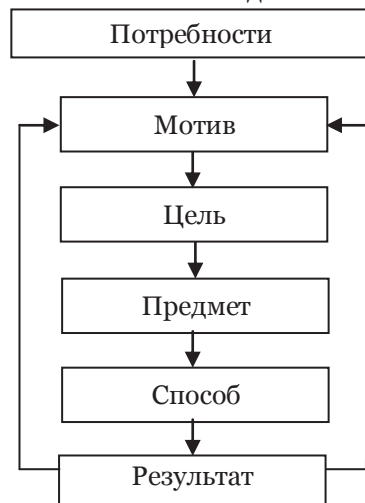 Потребности
Мотив
Цель
Предмет
Способ
Результат